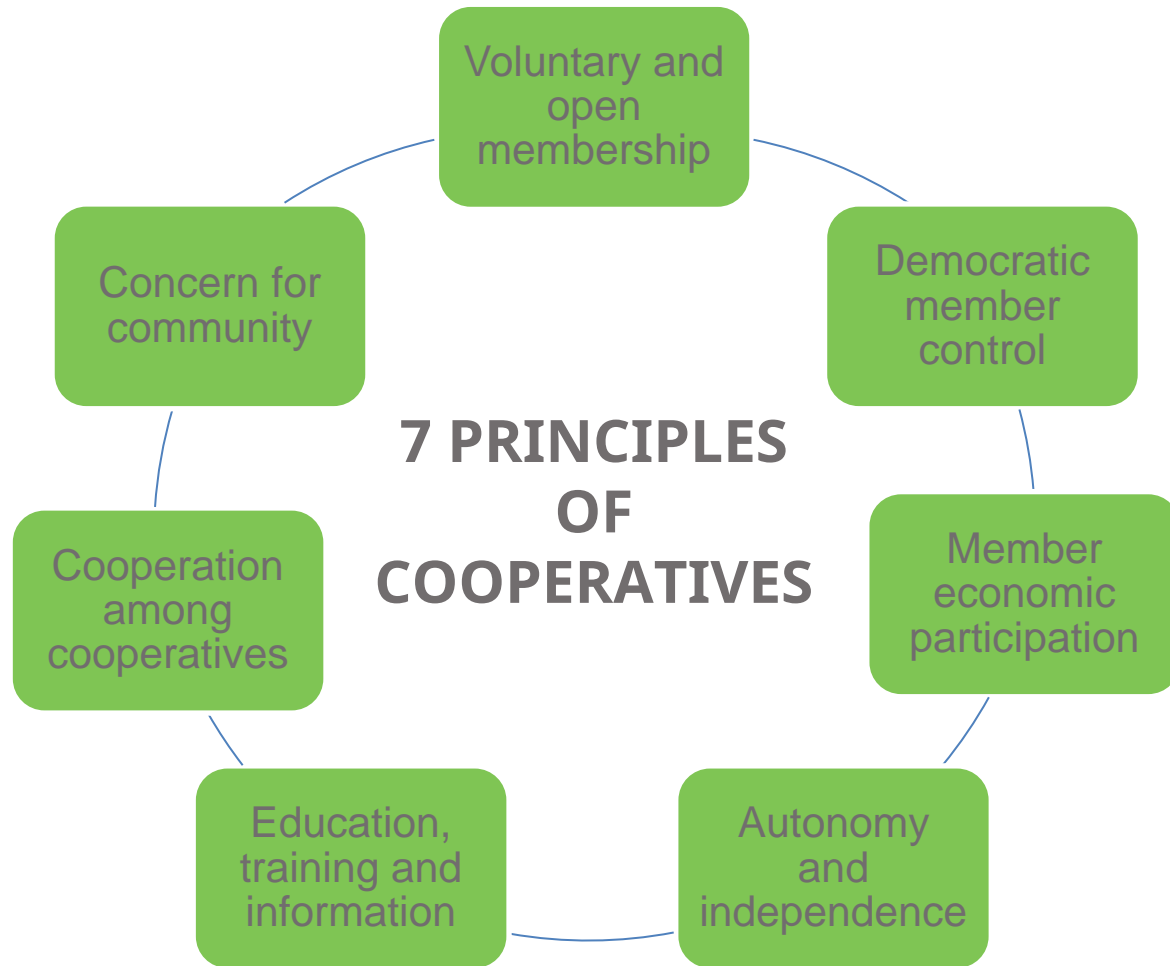 Voluntary and
open
membership
Democratic
member
control
Member
economic
participation
Autonomy
and
independence
Education,
training and
information
Cooperation
among
cooperatives
Concern for
community
7 PRINCIPLES
OF
COOPERATIVES